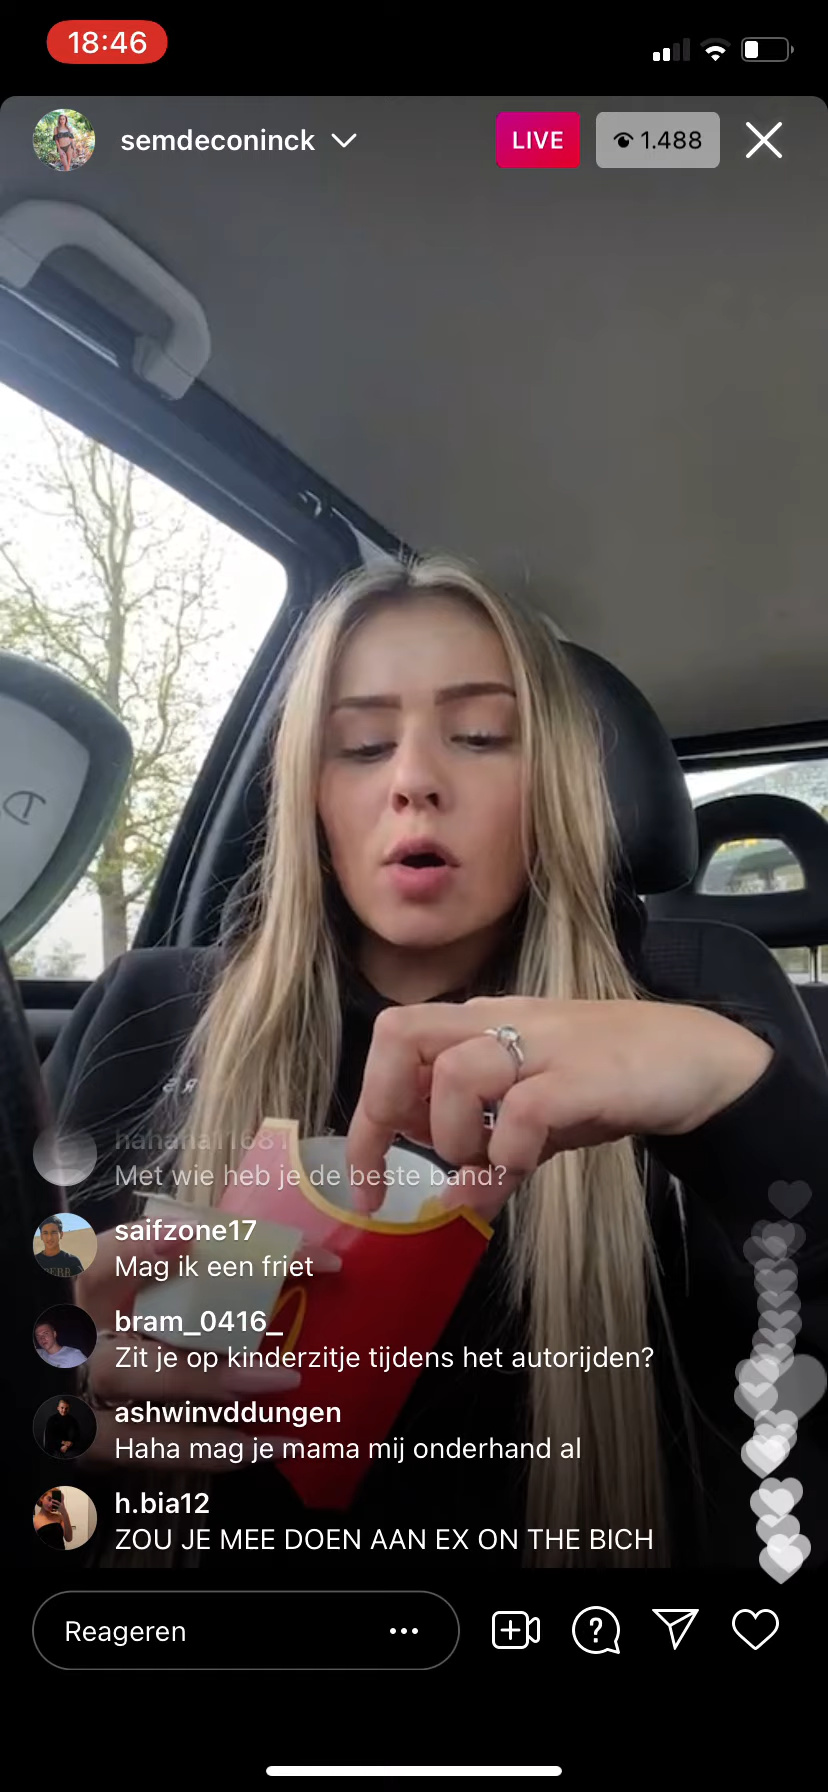 18:46
semdeconinck
LIVE
1.488
hahaha11681
Met wie heb je de beste band?
saifzone17
Mag ik een friet
bram_0416_
Zit je op kinderzitje tijdens het autorijden?
ashwinvddungen
Haha mag je mama mij onderhand al
h.bia12
ZOU JE MEE DOEN AAN EX ON THE BICH
Reageren